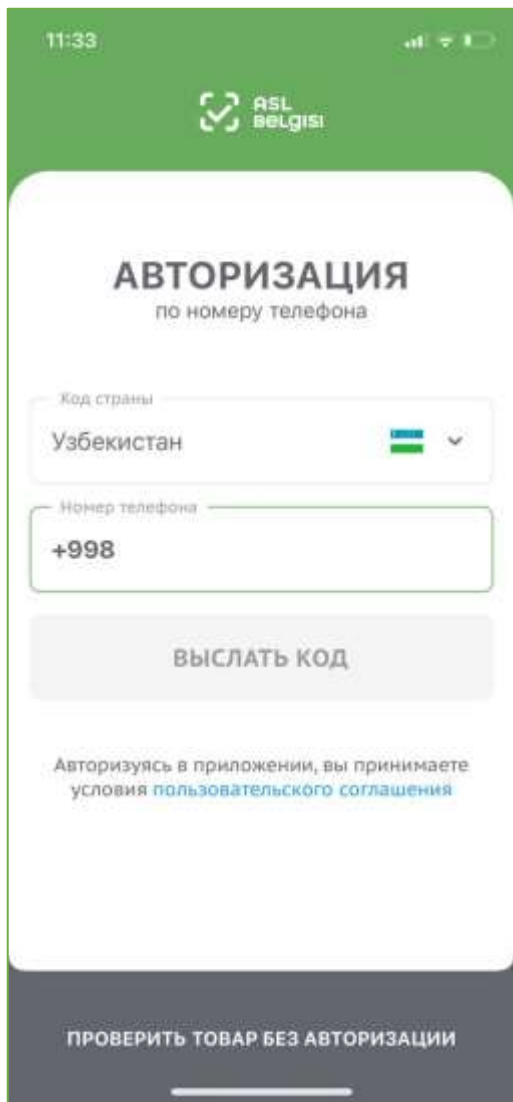 11:33
ASL
BELGISI
АВТОРИЗАЦИЯ
по номеру телефона
Код страны
Узбекистан
Номер телефона
+998
ВЫСЛАТЬ КОД
Авторизуясь в приложении, вы принимаете
условия пользовательского соглашения
ПРОВЕРИТЬ ТОВАР БЕЗ АВТОРИЗАЦИИ